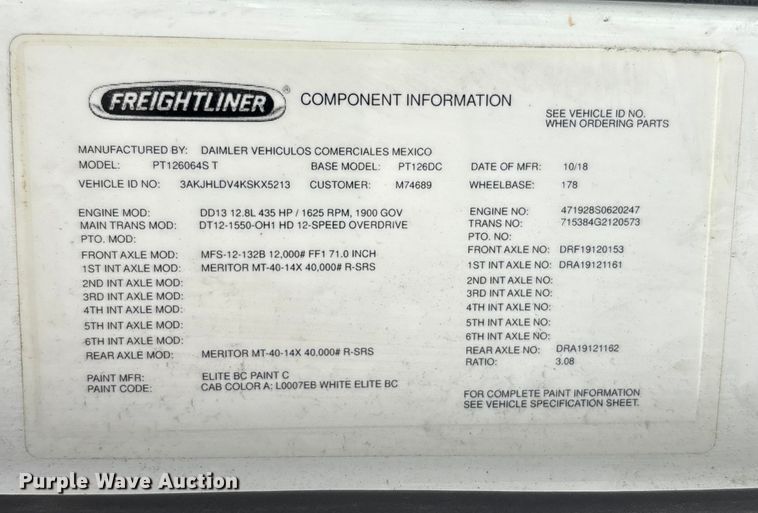 FREIGHTLINER ® COMPONENT INFORMATION
SEE VEHICLE ID NO.
WHEN ORDERING PARTS
MANUFACTURED BY: DAIMLER VEHICULOS COMERCIALES MEXICO
MODEL: PT126064S T BASE MODEL: PT126DC DATE OF MFR: 10/18
VEHICLE ID NO: 3AKJHLDV4KSKX5213 CUSTOMER: M74689 WHEELBASE: 178
ENGINE MOD: DD13 12.8L 435 HP / 1625 RPM, 1900 GOV ENGINE NO: 471928S0620247
MAIN TRANS MOD: DT12-1550-OH1 HD 12-SPEED OVERDRIVE TRANS NO: 715384G2120573
PTO. MOD: PTO. NO:
FRONT AXLE MOD: MFS-12-132B 12,000# FF1 71.0 INCH FRONT AXLE NO: DRF19120153
1ST INT AXLE MOD: MERITOR MT-40-14X 40,000# R-SRS 1ST INT AXLE NO: DRA19121161
2ND INT AXLE MOD: 2ND INT AXLE NO:
3RD INT AXLE MOD: 3RD INT AXLE NO:
4TH INT AXLE MOD: 4TH INT AXLE NO:
5TH INT AXLE MOD: 5TH INT AXLE NO:
6TH INT AXLE MOD: 6TH INT AXLE NO:
REAR AXLE MOD: MERITOR MT-40-14X 40,000# R-SRS REAR AXLE NO: DRA19121162
RATIO: 3.08
PAINT MFR: ELITE BC PAINT C
PAINT CODE: CAB COLOR A: L0007EB WHITE ELITE BC
FOR COMPLETE PAINT INFORMATION
SEE VEHICLE SPECIFICATION SHEET.
Purple Wave Auction